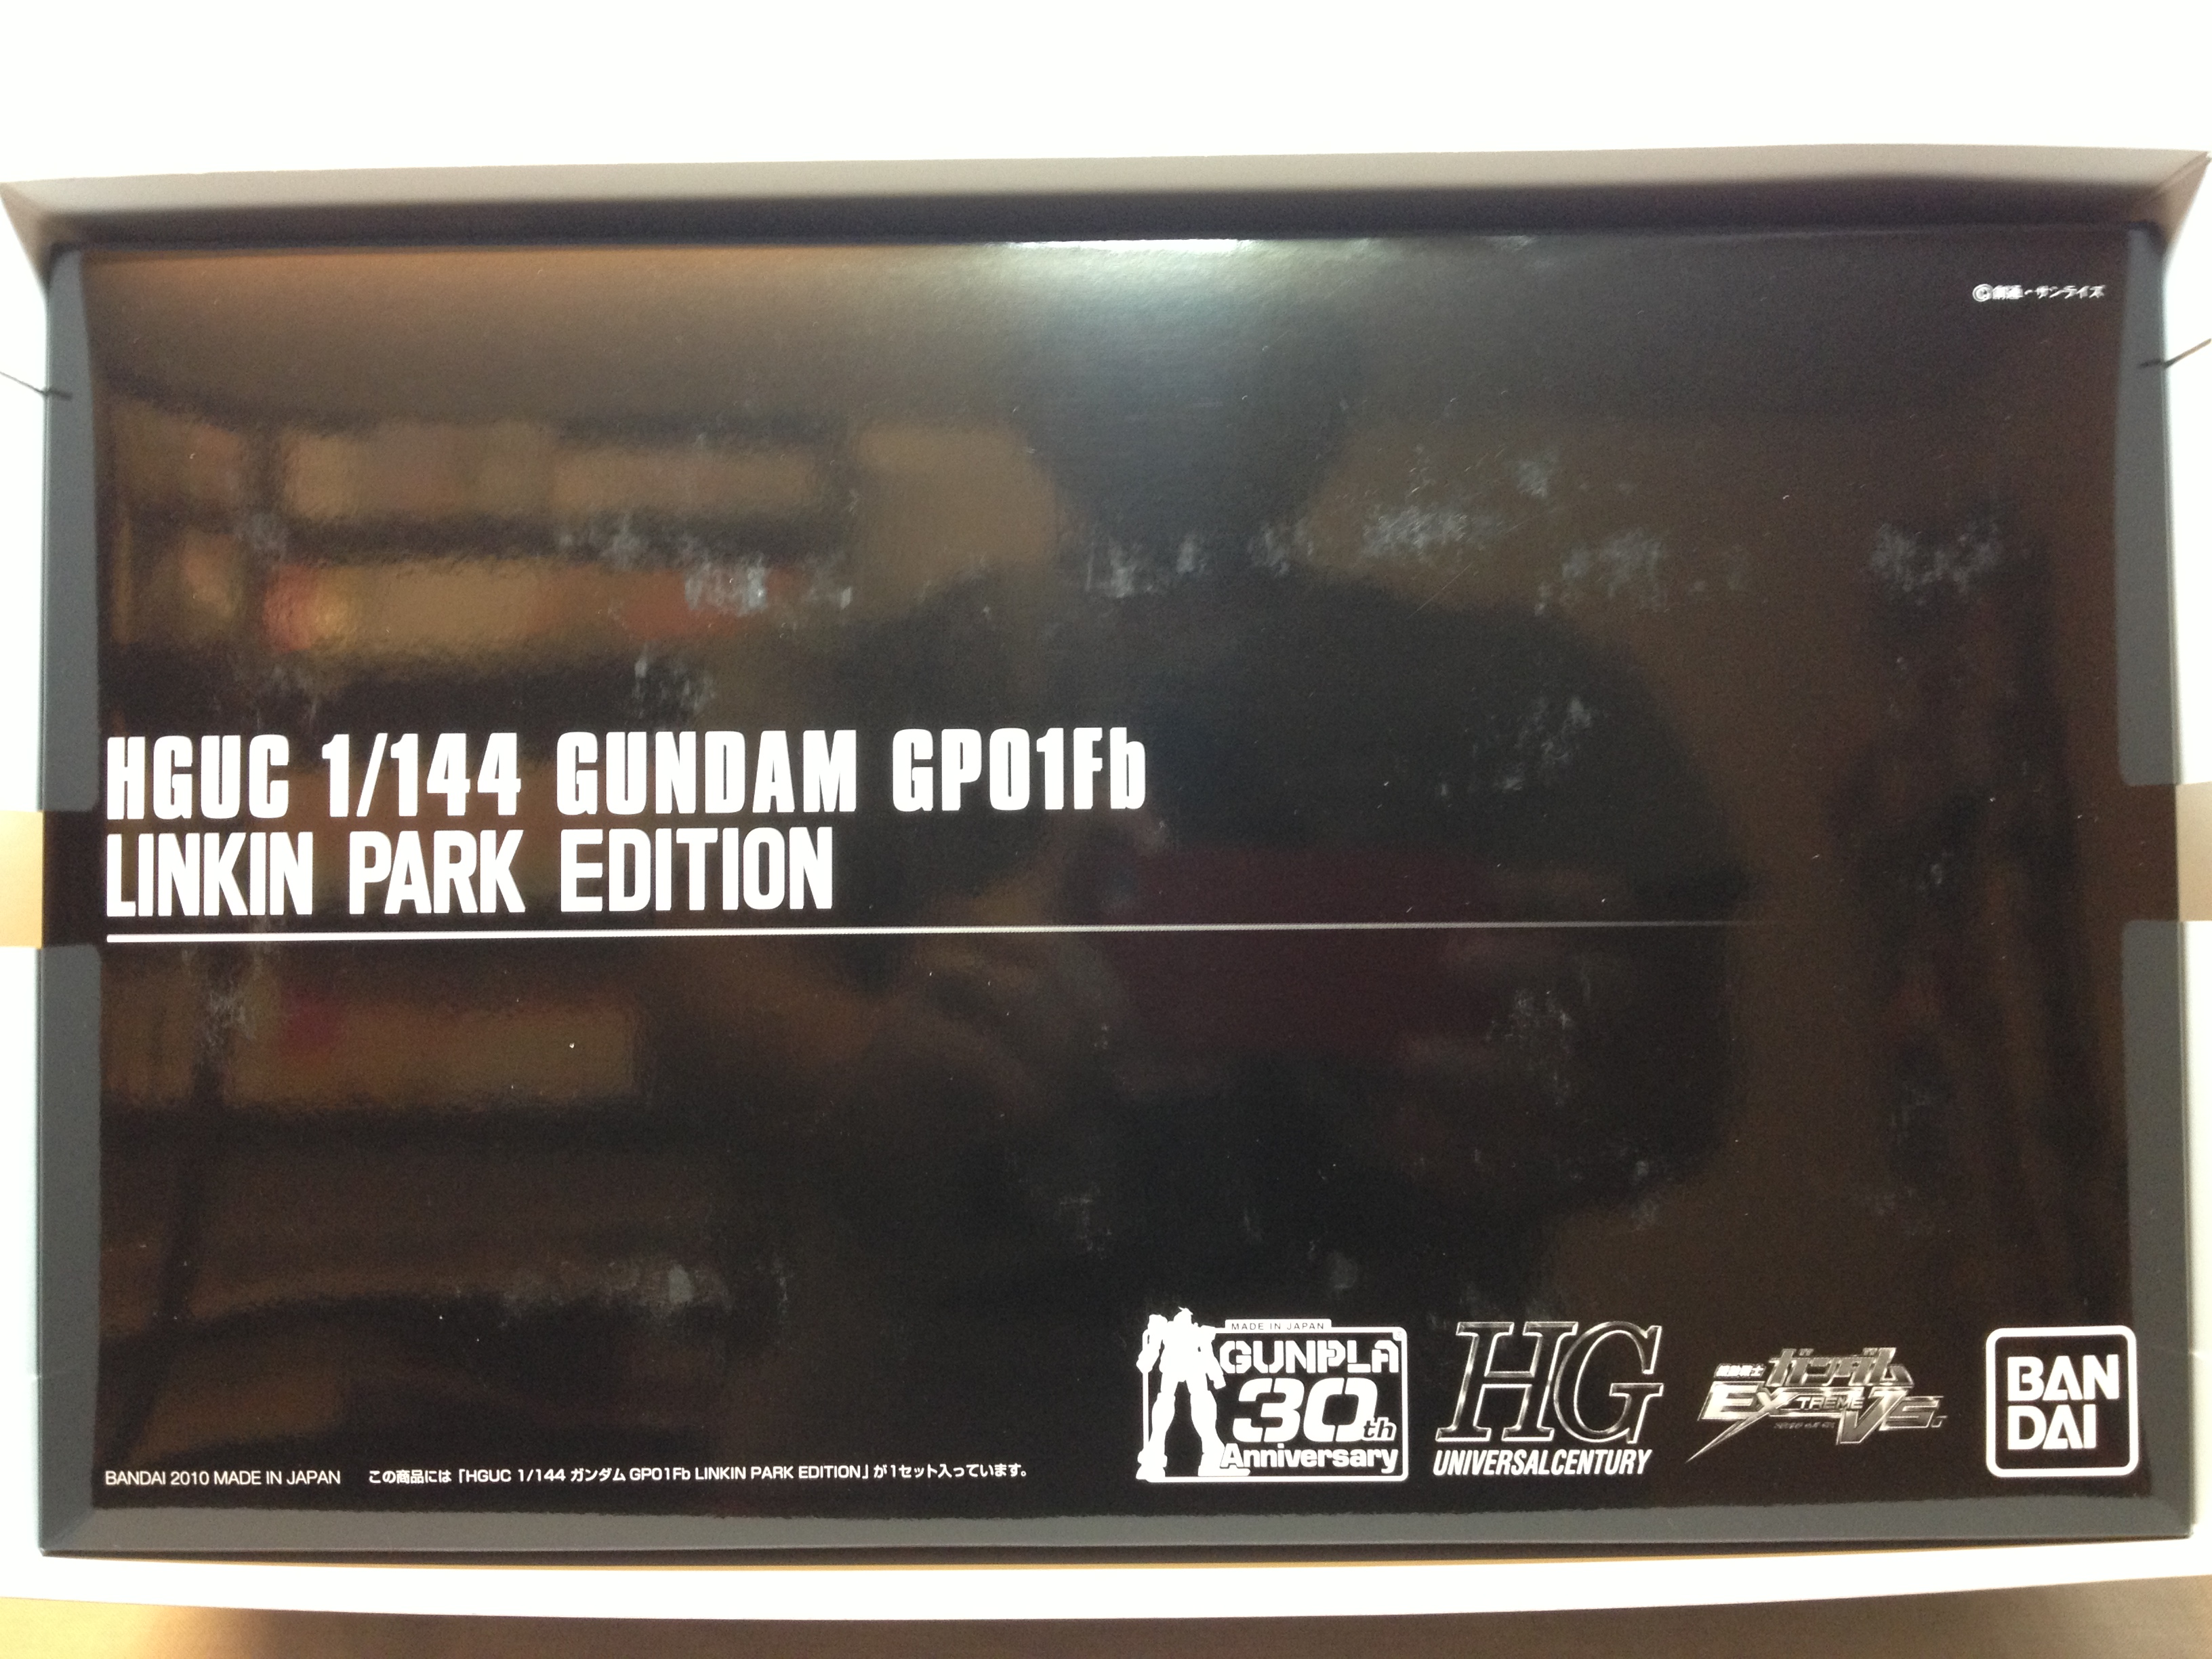 ©創通・サンライズ
HGUC 1/144 GUNDAM GP01Fb
LINKIN PARK EDITION
MADE IN JAPAN
GUNPLA
30th
Anniversary
HG
UNIVERSALCENTURY
機動戦士
ガンダム
EXTREME VS.
BAN
DAI
BANDAI 2010 MADE IN JAPAN この商品には「HGUC 1/144 ガンダム GP01Fb LINKIN PARK EDITION」が1セット入っています。